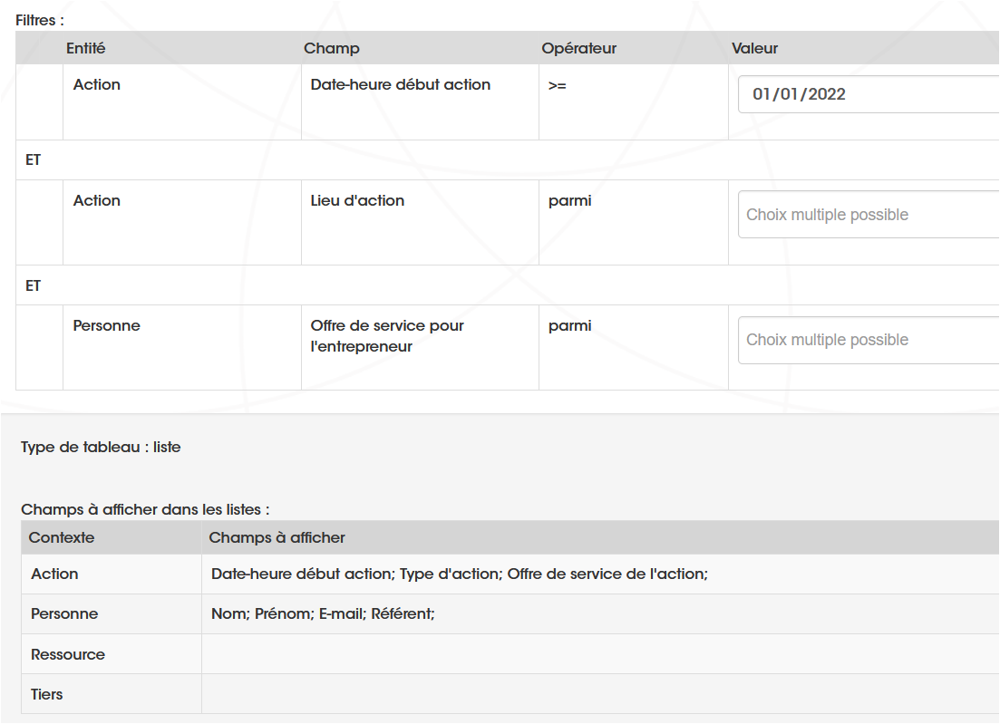 Filtres :
Entité Champ Opérateur Valeur
Action Date-heure début action >= 01/01/2022
ET
Action Lieu d'action parmi Choix multiple possible
ET
Personne Offre de service pour parmi Choix multiple possible
l'entrepreneur
Type de tableau : liste
Champs à afficher dans les listes :
Contexte Champs à afficher
Action Date-heure début action; Type d'action; Offre de service de l'action;
Personne Nom; Prénom; E-mail; Référent;
Ressource
Tiers